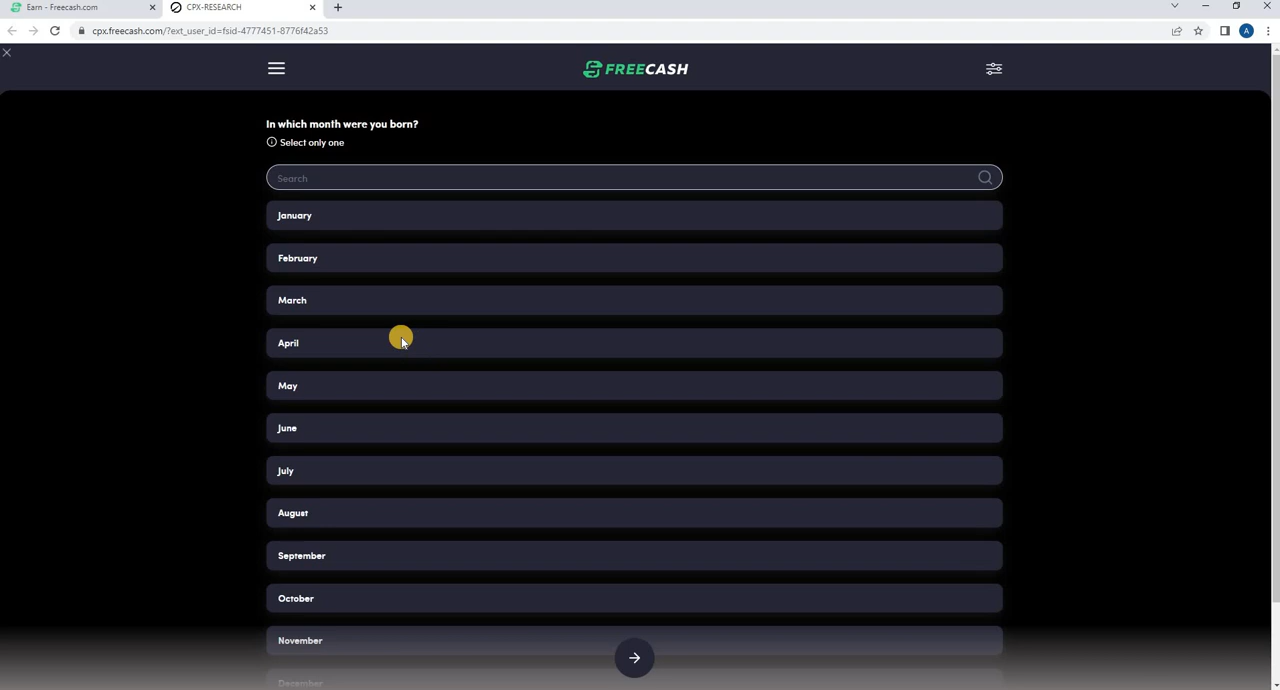 Earn - Freecash.com
CPX-RESEARCH
cpx.freecash.com/?ext_user_id=fsid-4777451-8776f42a53
A
FREECASH
In which month were you born?
Select only one
Search
January
February
March
April
May
June
July
August
September
October
November
December